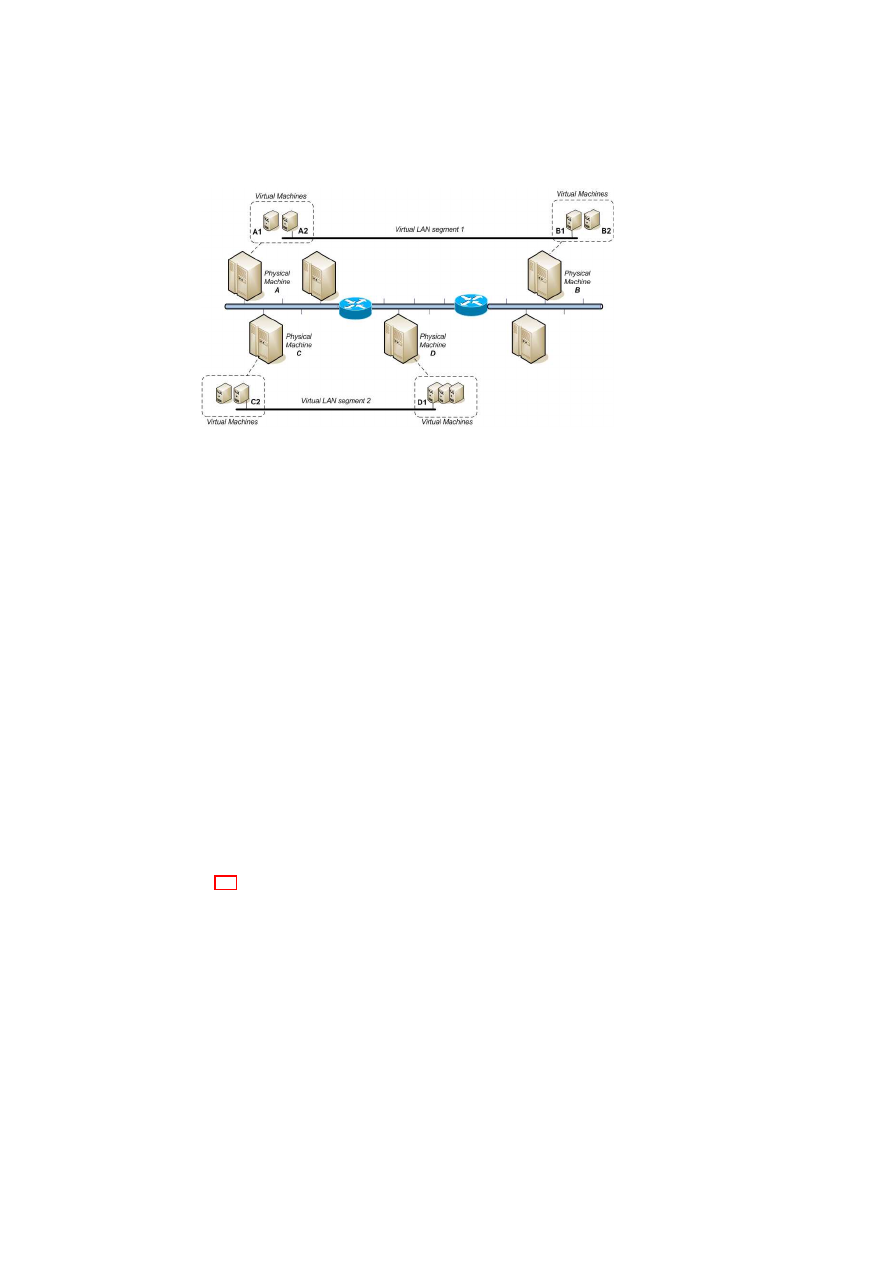 Virtual Machines
Virtual Machines
A1
A2
Virtual LAN segment 1
B1
B2
Physical
Machine
A
Physical
Machine
B
Physical
Machine
C
Physical
Machine
D
C2
Virtual LAN segment 2
D1
Virtual Machines
Virtual Machines